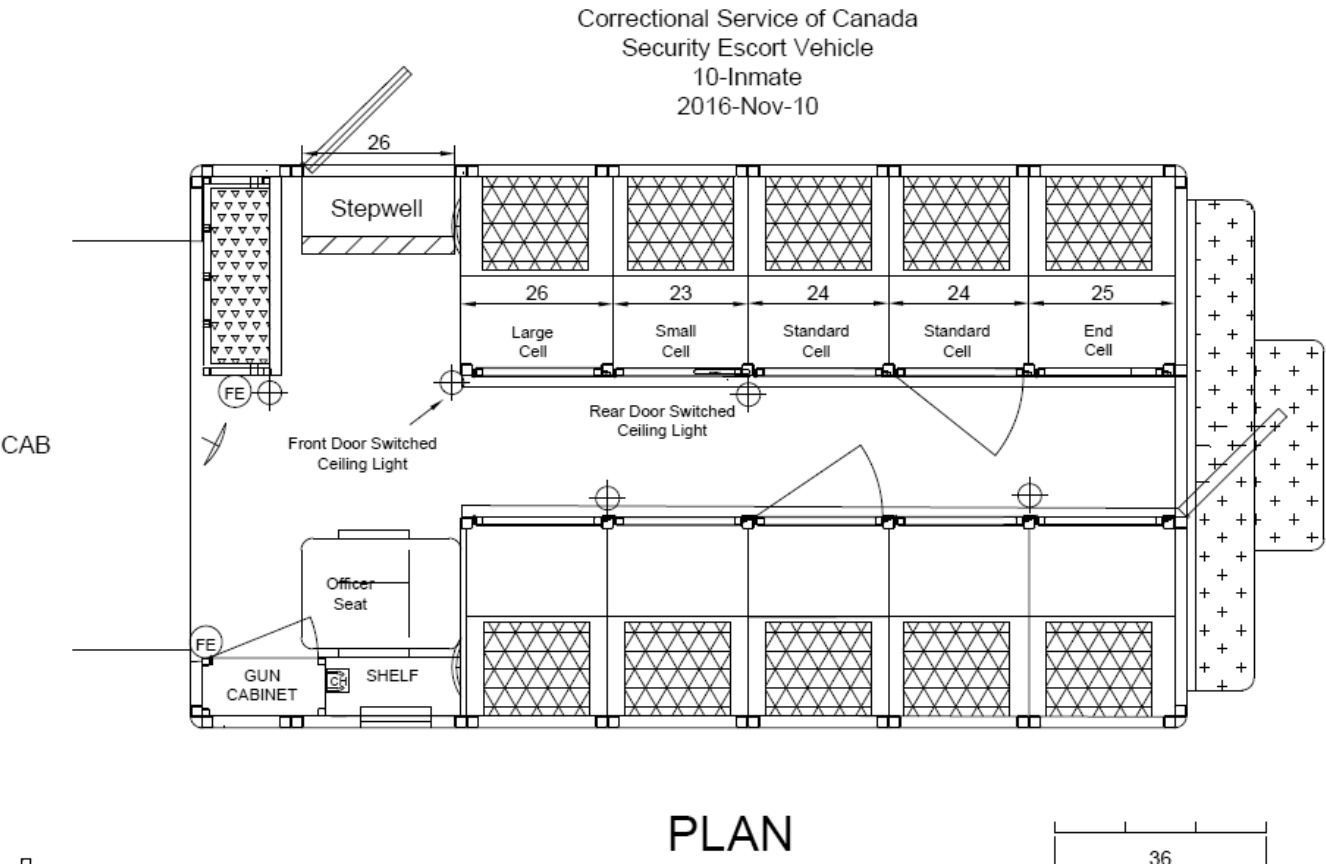 Correctional Service of Canada
Security Escort Vehicle
10-Inmate
2016-Nov-10
26
Stepwell
26
23
24
24
25
Large
Cell
Small
Cell
Standard
Cell
Standard
Cell
End
Cell
FE
Rear Door Switched
Ceiling Light
CAB
Front Door Switched
Ceiling Light
Officer
Seat
FE
GUN
CABINET
CH
SHELF
PLAN
36